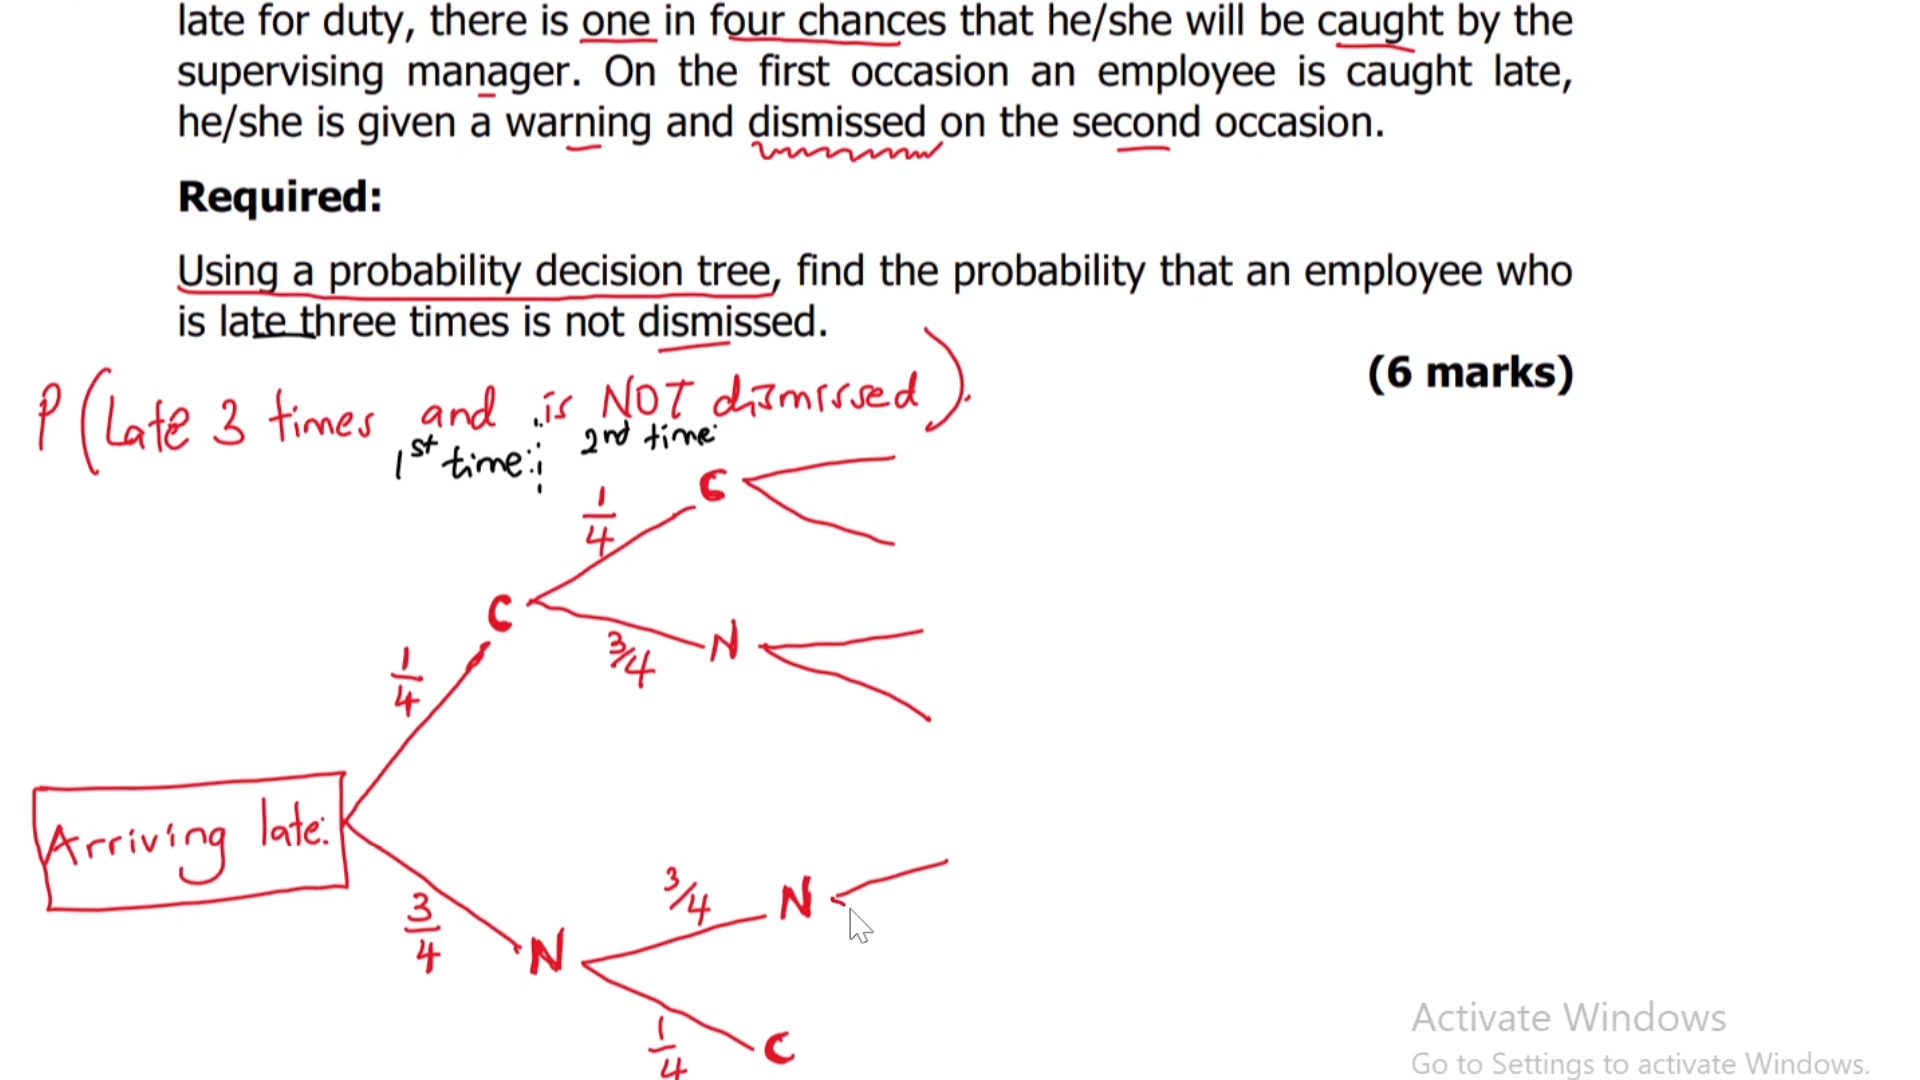 late for duty, there is one in four chances that he/she will be caught by the
supervising manager. On the first occasion an employee is caught late,
he/she is given a warning and dismissed on the second occasion.
Required:
Using a probability decision tree, find the probability that an employee who
is late three times is not dismissed.
(6 marks)
P(Late 3 times and is NOT dismissed).
1st time: 2nd time:
1/4 C
C
3/4 N
1/4
Arriving late:
3/4 N
3/4
N
1/4 C
Activate Windows
Go to Settings to activate Windows.